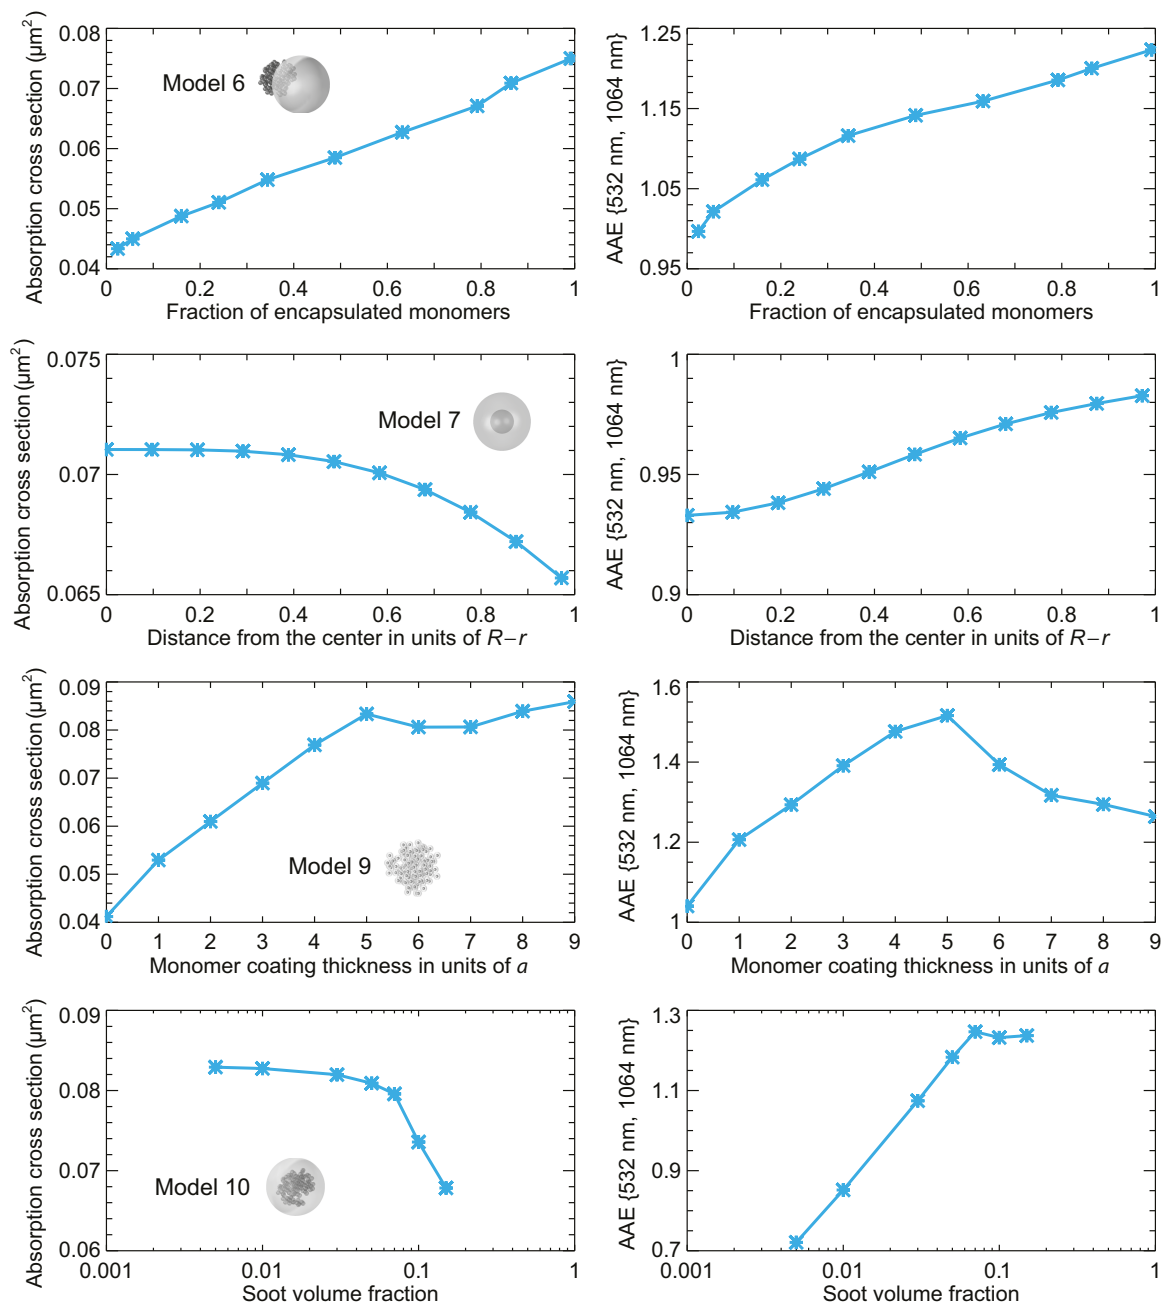 Absorption cross section (μm²)
0.08
0.07
0.06
0.05
0.04
Model 6
0 0.2 0.4 0.6 0.8 1
Fraction of encapsulated monomers
AAE {532 nm, 1064 nm}
1.25
1.15
1.05
0.95
0 0.2 0.4 0.6 0.8 1
Fraction of encapsulated monomers
Absorption cross section (μm²)
0.075
0.07
0.065
Model 7
0 0.2 0.4 0.6 0.8 1
Distance from the center in units of R–r
AAE {532 nm, 1064 nm}
1
0.95
0.9
0 0.2 0.4 0.6 0.8 1
Distance from the center in units of R–r
Absorption cross section (μm²)
0.09
0.08
0.07
0.06
0.05
0.04
Model 9
0 1 2 3 4 5 6 7 8 9
Monomer coating thickness in units of a
AAE {532 nm, 1064 nm}
1.6
1.4
1.2
1
0 1 2 3 4 5 6 7 8 9
Monomer coating thickness in units of a
Absorption cross section (μm²)
0.09
0.08
0.07
0.06
Model 10
0.001 0.01 0.1 1
Soot volume fraction
AAE {532 nm, 1064 nm}
1.3
1.1
0.9
0.7
0.001 0.01 0.1 1
Soot volume fraction